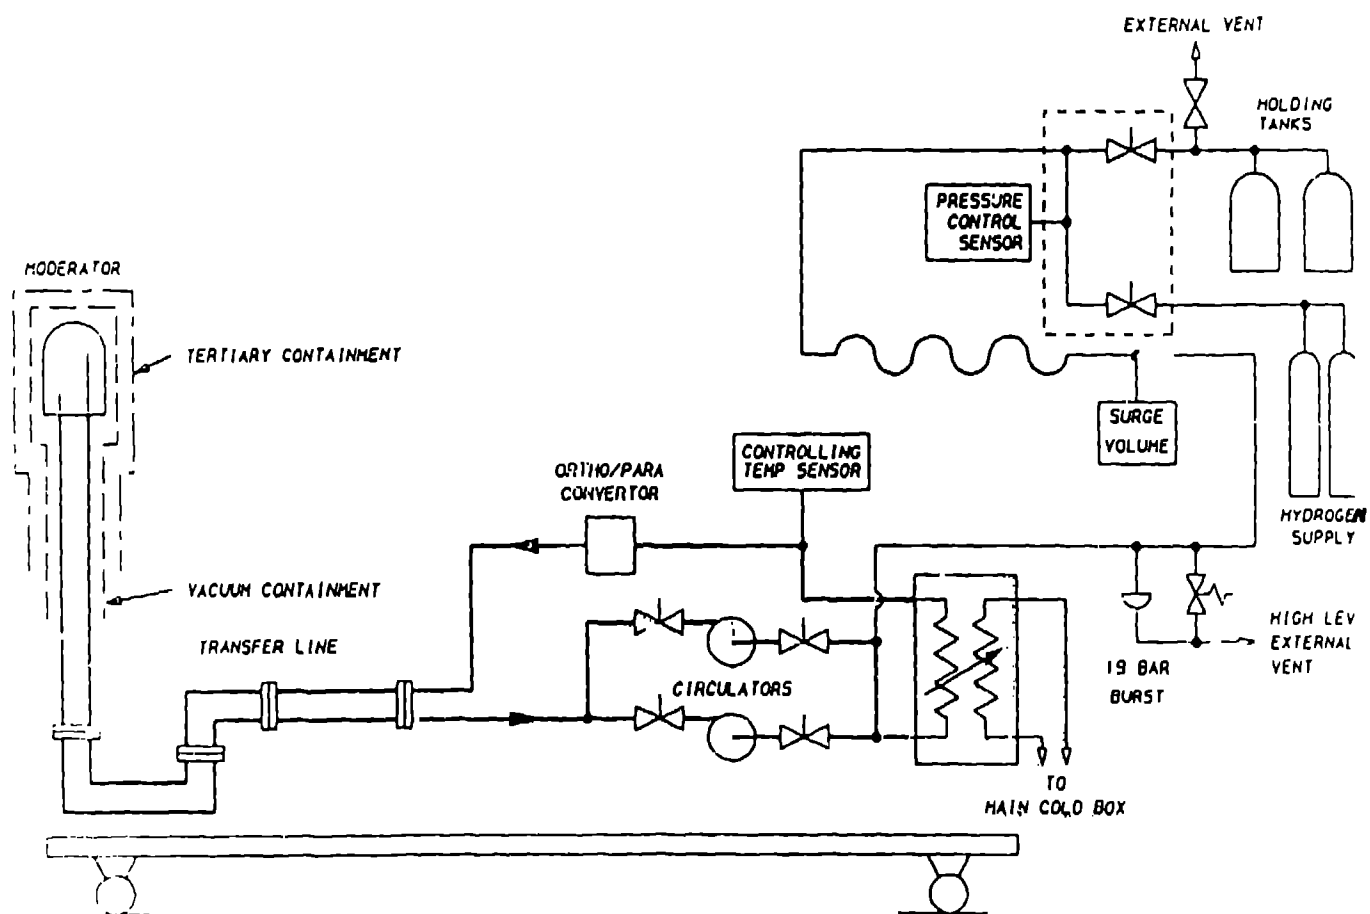 EXTERNAL VENT
HOLDING
TANKS
PRESSURE
CONTROL
SENSOR
MODERATOR
TERTIARY CONTAINMENT
SURGE
VOLUME
CONTROLLING
TEMP SENSOR
ORTHO/PARA
CONVERTOR
HYDROGEN
SUPPLY
VACUUM CONTAINMENT
TRANSFER LINE
CIRCULATORS
HIGH LEV
EXTERNAL
VENT
19 BAR
BURST
TO
MAIN COLD BOX